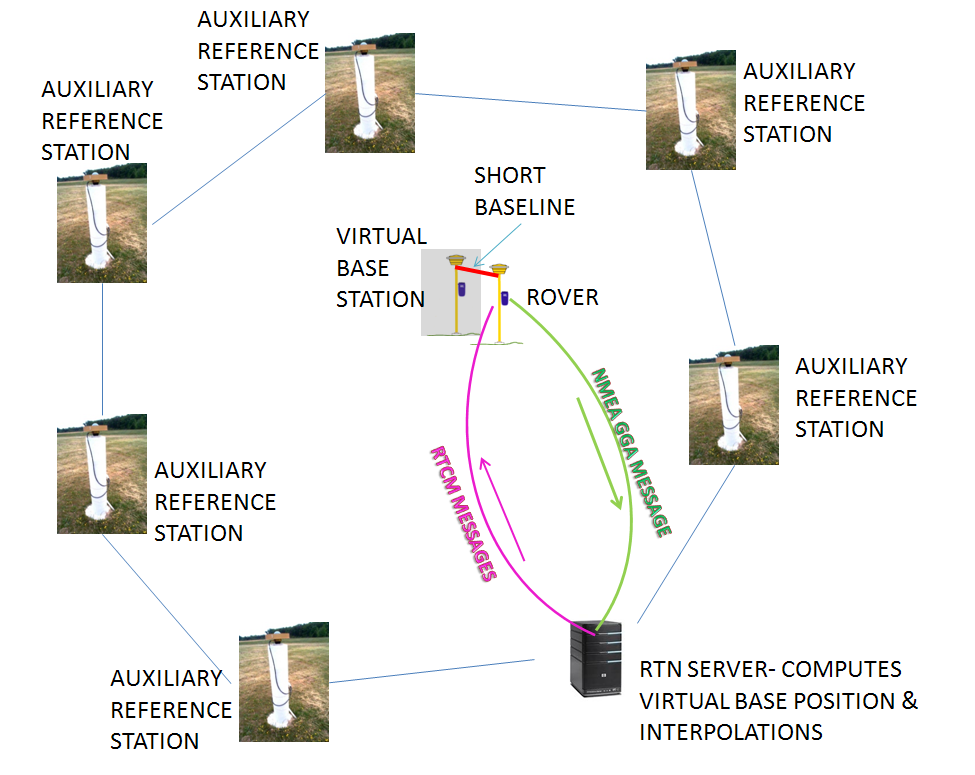 AUXILIARY
REFERENCE
STATION
AUXILIARY
REFERENCE
STATION
AUXILIARY
REFERENCE
STATION
SHORT
BASELINE
VIRTUAL
BASE
STATION
ROVER
AUXILIARY
REFERENCE
STATION
NMEA GGA MESSAGE
RTCM MESSAGES
AUXILIARY
REFERENCE
STATION
AUXILIARY
REFERENCE
STATION
RTN SERVER- COMPUTES
VIRTUAL BASE POSITION &
INTERPOLATIONS